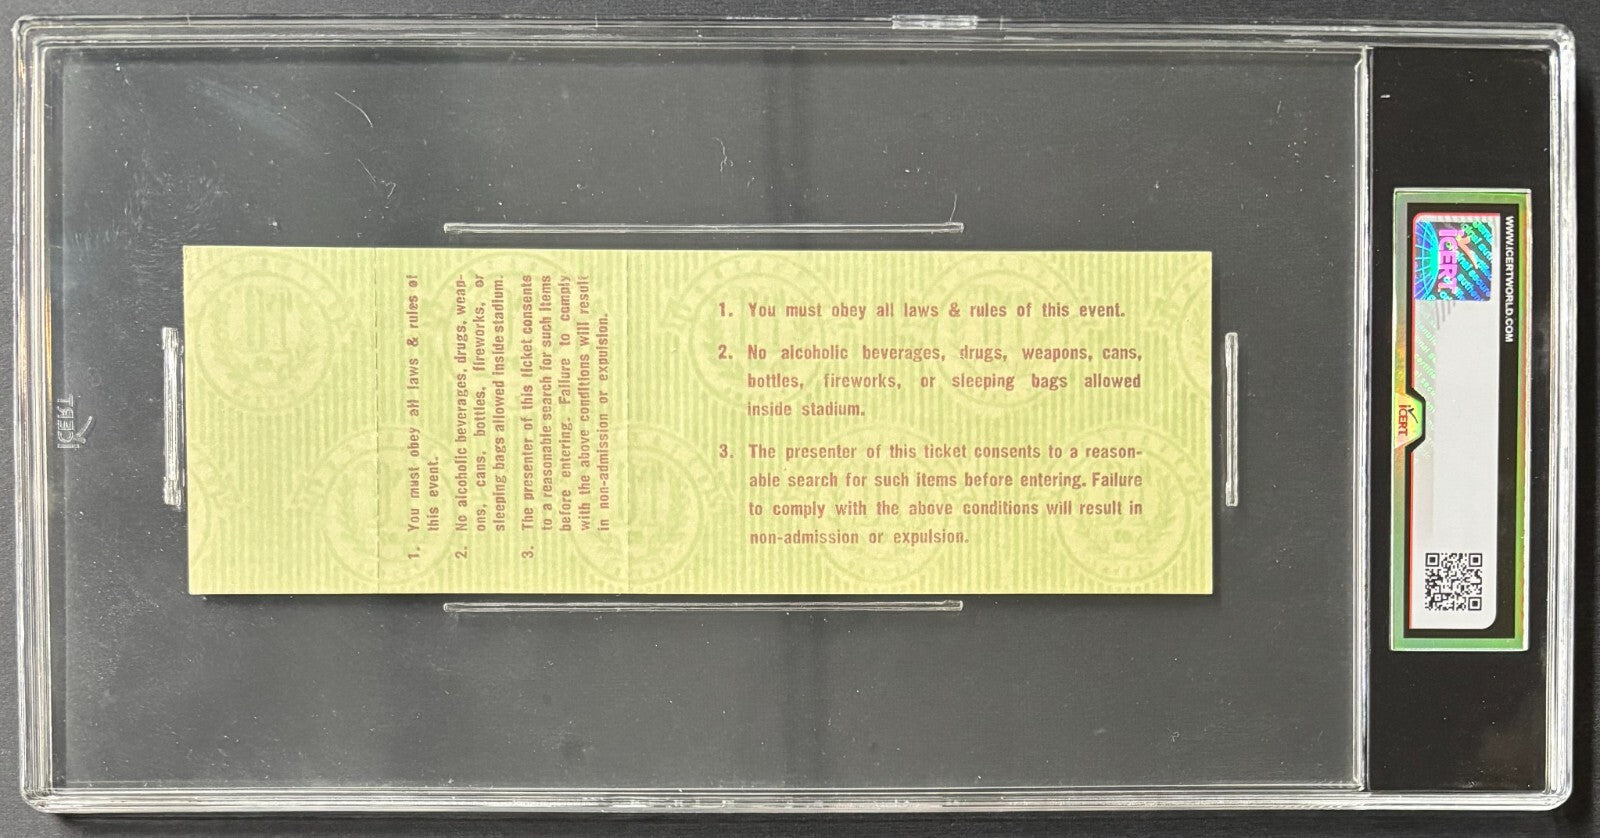 1. You must obey all laws & rules of
this event.
2. No alcoholic beverages, drugs, weap-
ons, cans, bottles, fireworks, or
sleeping bags allowed inside stadium.
3. The presenter of this ticket consents
to a reasonable search for such items
before entering. Failure to comply
with the above conditions will result
in non-admission or expulsion.
1. You must obey all laws & rules of this event.
2. No alcoholic beverages, drugs, weapons, cans,
bottles, fireworks, or sleeping bags allowed
inside stadium.
3. The presenter of this ticket consents to a reason-
able search for such items before entering. Failure
to comply with the above conditions will result in
non-admission or expulsion.
WWW.ICERTWORLD.COM
iCERT
iCERT